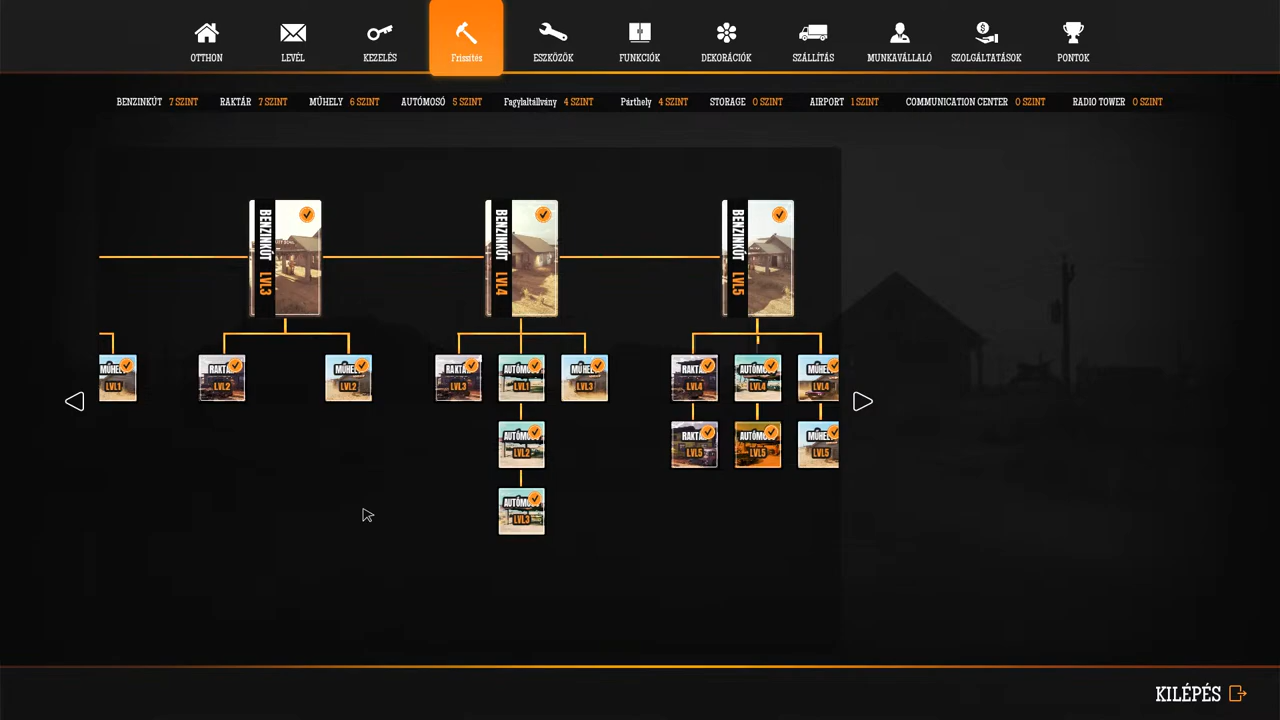 OTTHON LEVÉL KEZELÉS Frissítés ESZKÖZÖK FUNKCIÓK DEKORÁCIÓK SZÁLLÍTÁS MUNKAVÁLLALÓ SZOLGÁLTATÁSOK PONTOK
BENZINKÚT 7 SZINT RAKTÁR 7 SZINT MŰHELY 6 SZINT AUTÓMOSÓ 5 SZINT Fagylaltállvány 4 SZINT Párthely 4 SZINT STORAGE 0 SZINT AIRPORT 1 SZINT COMMUNICATION CENTER 0 SZINT RADIO TOWER 0 SZINT
BENZINKÚT LVL3
BENZINKÚT LVL4
BENZINKÚT LVL5
LVL1 LVL2 LVL2 LVL3 LVL1 LVL3 LVL4 LVL4 LVL4
LVL2 LVL5 LVL5 LVL5
LVL3
KILÉPÉS